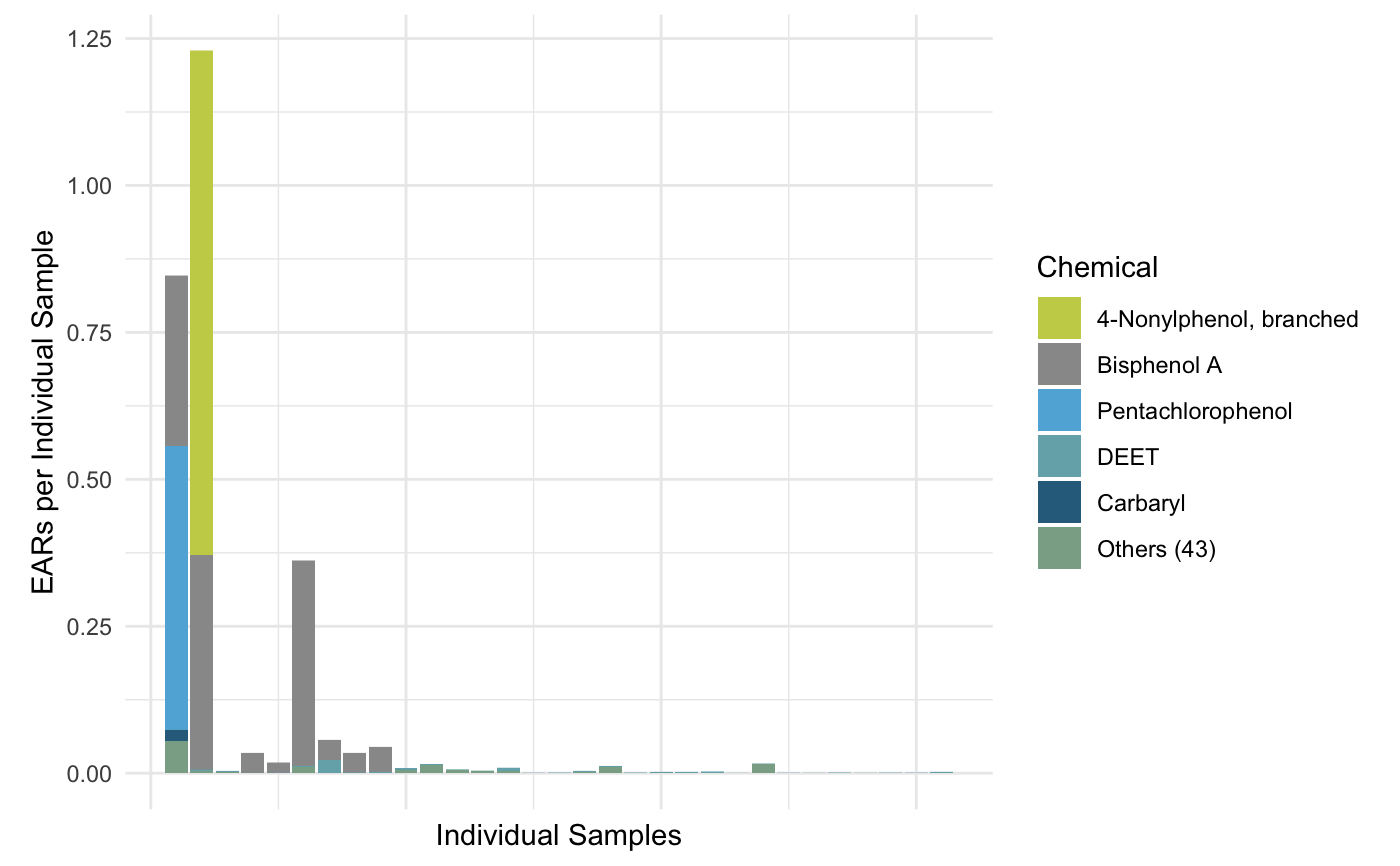 EARs per Individual Sample
1.25
1.00
0.75
0.50
0.25
0.00
Individual Samples
Chemical
4-Nonylphenol, branched
Bisphenol A
Pentachlorophenol
DEET
Carbaryl
Others (43)